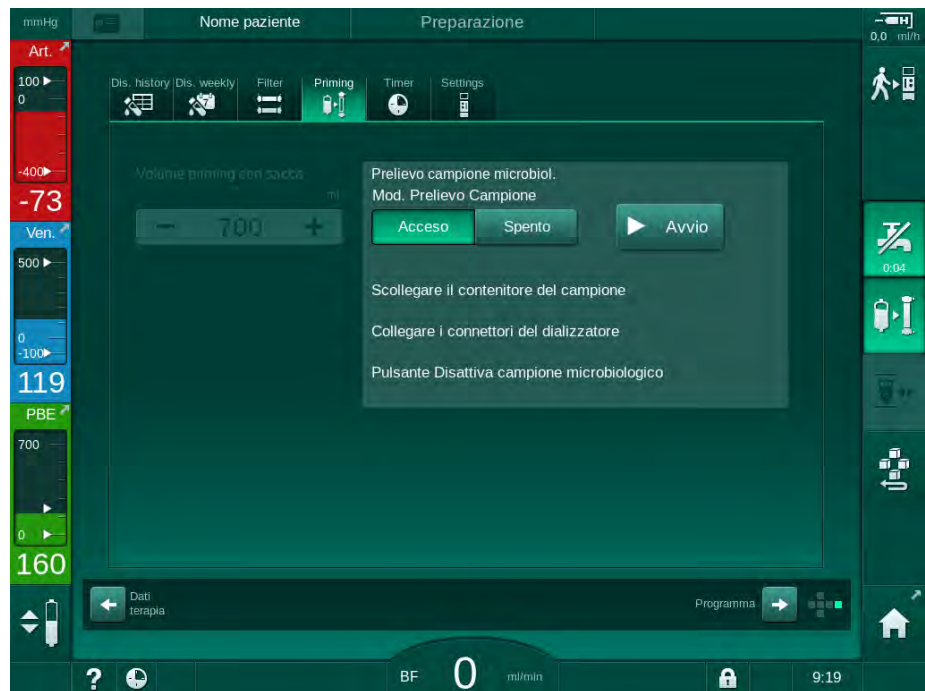 mmHg
Nome paziente
Preparazione
0,0 ml/h
Art.
100
0
-400
-73
Ven.
500
0
-100
119
PBE
700
0
160
Dis. history
Dis. weekly
Filter
Priming
Timer
Settings
7
Volume priming con sacca
ml
− 700 +
Prelievo campione microbiol.
Mod. Prelievo Campione
Acceso
Spento
Avvio
Scollegare il contenitore del campione
Collegare i connettori del dializzatore
Pulsante Disattiva campione microbiologico
0:04
Dati
terapia
Programma
?
BF 0 ml/min
9:19